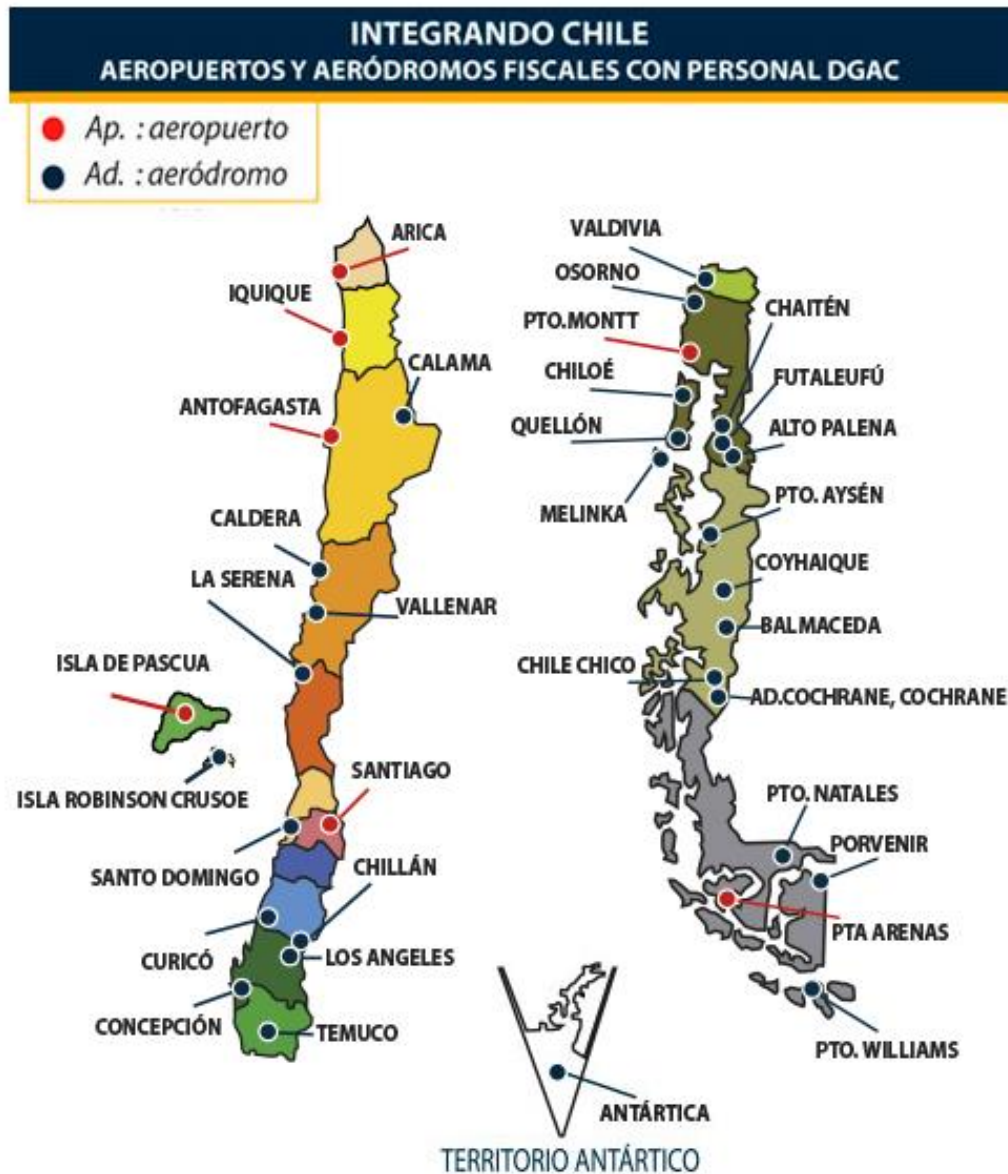 INTEGRANDO CHILE
AEROPUERTOS Y AERÓDROMOS FISCALES CON PERSONAL DGAC
Ap. : aeropuerto
Ad. : aeródromo
ARICA
IQUIQUE
CALAMA
ANTOFAGASTA
CALDERA
LA SERENA
VALLENAR
ISLA DE PASCUA
ISLA ROBINSON CRUSOE
SANTIAGO
SANTO DOMINGO
CHILLÁN
CURICÓ
LOS ANGELES
CONCEPCIÓN
TEMUCO
VALDIVIA
OSORNO
CHAITÉN
PTO.MONTT
CHILOÉ
FUTALEUFÚ
QUELLÓN
ALTO PALENA
MELINKA
PTO. AYSÉN
COYHAIQUE
BALMACEDA
CHILE CHICO
AD.COCHRANE, COCHRANE
PTO. NATALES
PORVENIR
PTA ARENAS
PTO. WILLIAMS
ANTÁRTICA
TERRITORIO ANTÁRTICO